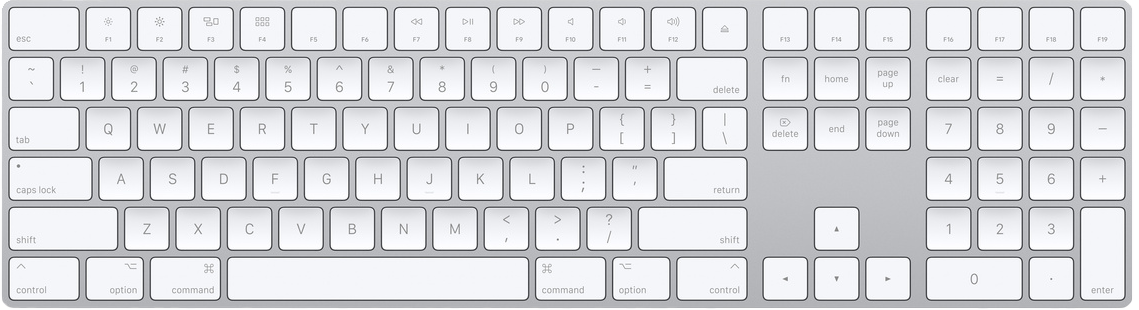 esc F1 F2 F3 F4 F5 F6 F7 F8 F9 F10 F11 F12 F13 F14 F15 F16 F17 F18 F19
~ ! @ # $ % ^ & * ( ) — +
` 1 2 3 4 5 6 7 8 9 0 - = delete fn home page up clear = / *
tab Q W E R T Y U I O P { [ } ] | \ delete end page down 7 8 9 −
caps lock A S D F G H J K L : ; " ' return 4 5 6 +
shift Z X C V B N M < , > . ? / shift 1 2 3
control option command command option control 0 . enter